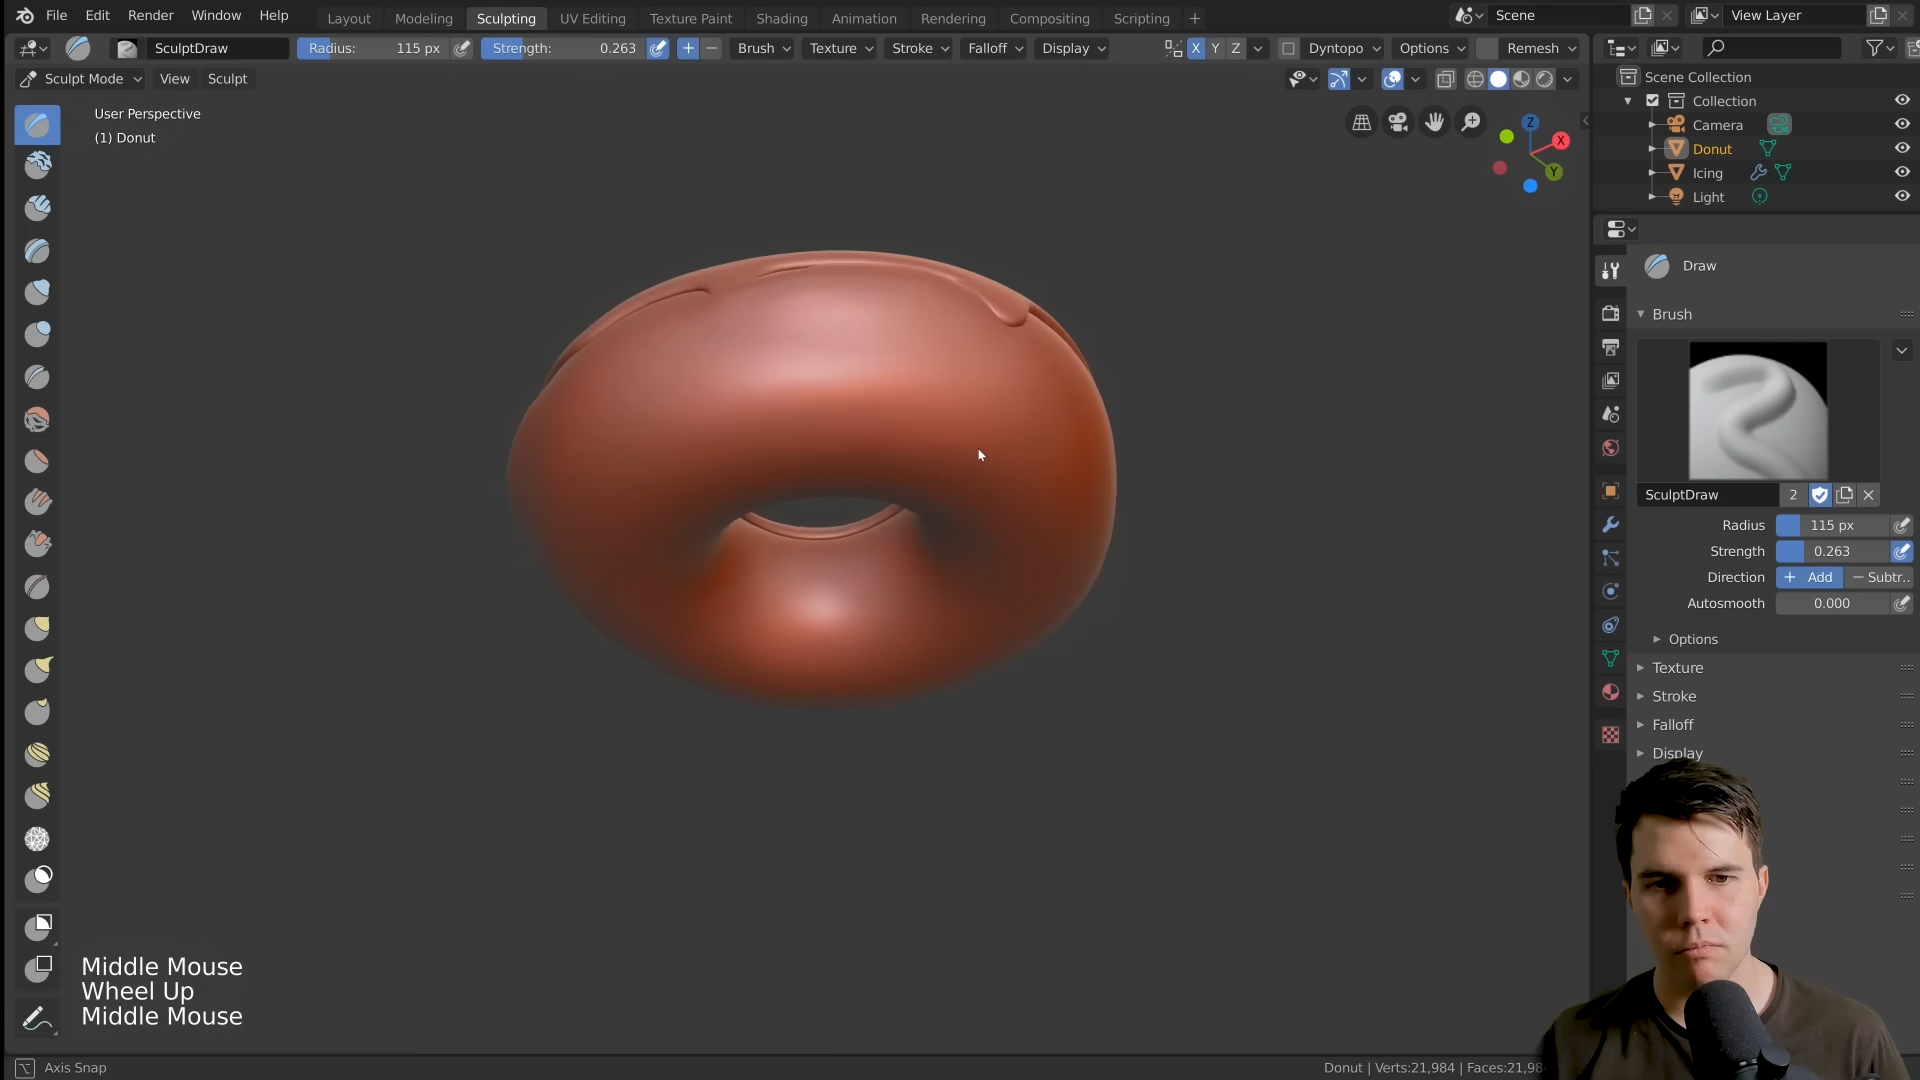 File Edit Render Window Help
Layout Modeling Sculpting UV Editing Texture Paint Shading Animation Rendering Compositing Scripting +
Scene
View Layer
SculptDraw
Radius: 115 px
Strength: 0.263
+ −
Brush Texture Stroke Falloff Display
X Y Z
Dyntopo Options Remesh
Sculpt Mode View Sculpt
User Perspective
(1) Donut
Z
X
Y
Scene Collection
Collection
Camera
Donut
Icing
Light
Draw
Brush
SculptDraw 2
Radius 115 px
Strength 0.263
Direction + Add − Subtr..
Autosmooth 0.000
Options
Texture
Stroke
Falloff
Display
Middle Mouse
Wheel Up
Middle Mouse
Axis Snap
Donut | Verts:21,984 | Faces:21,98